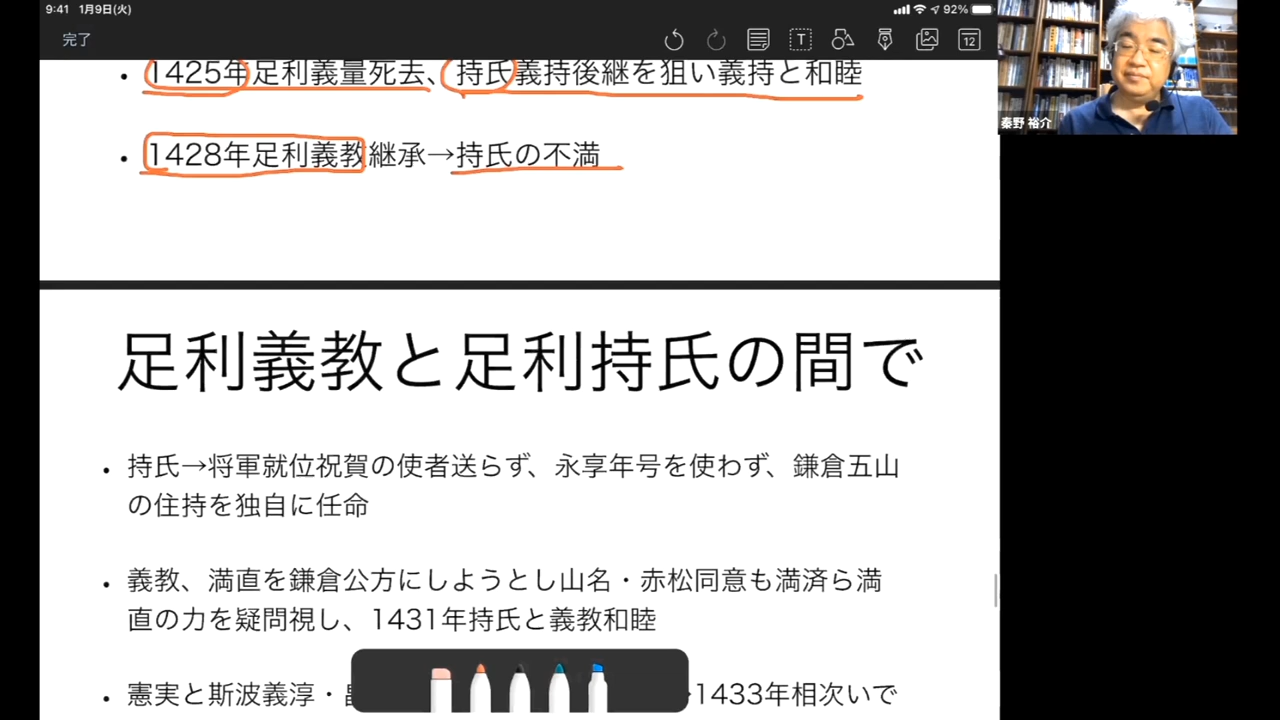 9:41 1月9日(火)
92%
完了
T
12
・1425年足利義量死去、持氏義持後継を狙い義持と和睦
・1428年足利義教継承→持氏の不満
足利義教と足利持氏の間で
・持氏→将軍就位祝賀の使者送らず、永享年号を使わず、鎌倉五山
の住持を独自に任命
・義教、満直を鎌倉公方にしようとし山名・赤松同意も満済ら満
直の力を疑問視し、1431年持氏と義教和睦
・憲実と斯波義淳・
1433年相次いで
秦野 裕介